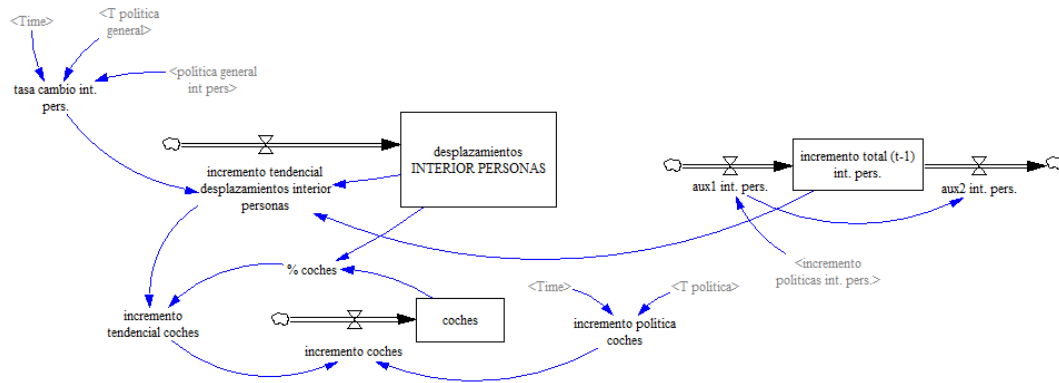 <Time>
<T politica
general>
<politica general
int pers>
tasa cambio int.
pers.
desplazamientos
INTERIOR PERSONAS
incremento tendencial
desplazamientos interior
personas
incremento total (t-1)
int. pers.
aux1 int. pers.
aux2 int. pers.
<incremento
politicas int. pers.>
% coches
<Time>
<T politica>
incremento
tendencial coches
coches
incremento politica
coches
incremento coches